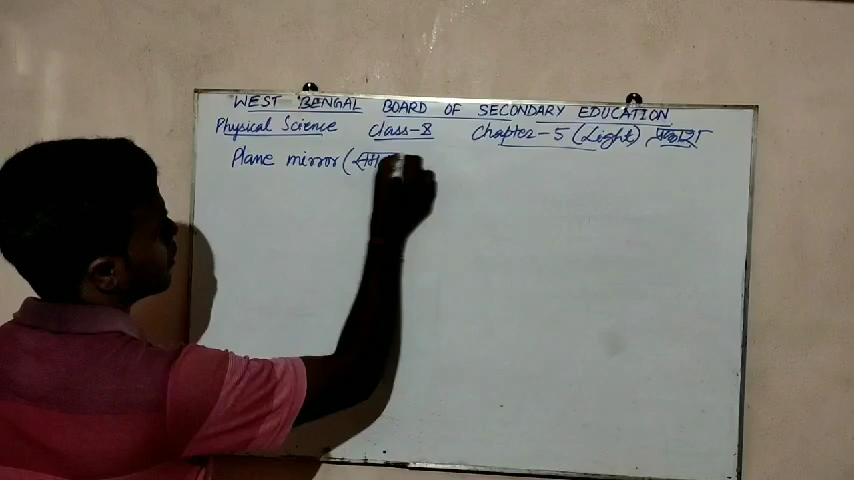 WEST BENGAL BOARD OF SECONDARY EDUCATION
Physical Science Class-8 Chapter-5 (Light)
Plane mirror (